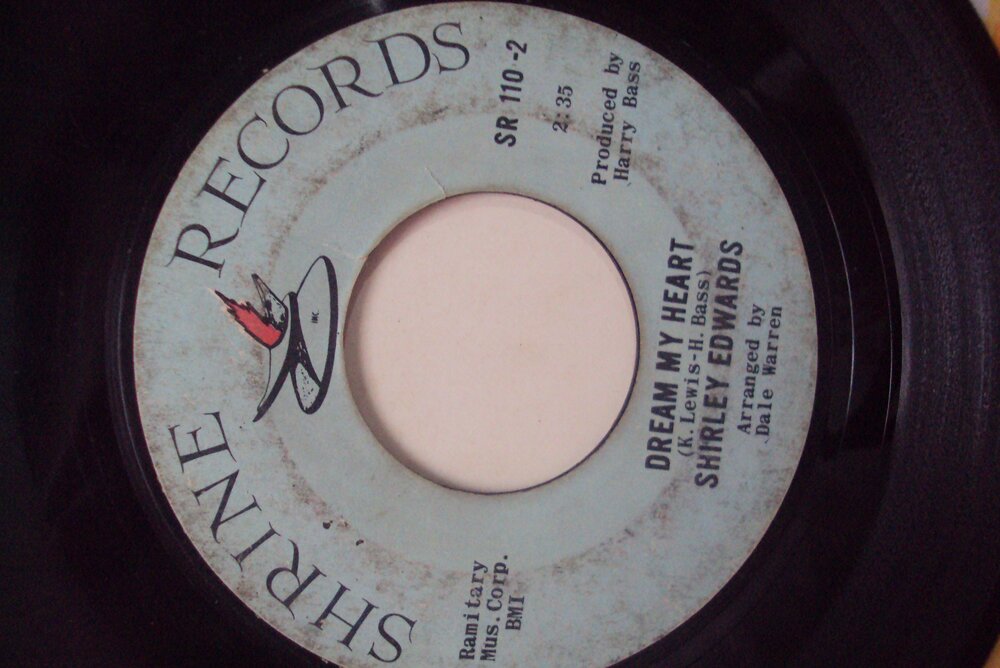 SHRINE RECORDS
INC.
SR 110-2
2:35
Produced by
Harry Bass
Ramitary
Mus. Corp.
BMI
DREAM MY HEART
(K. Lewis-H. Bass)
SHIRLEY EDWARDS
Arranged by
Dale Warren